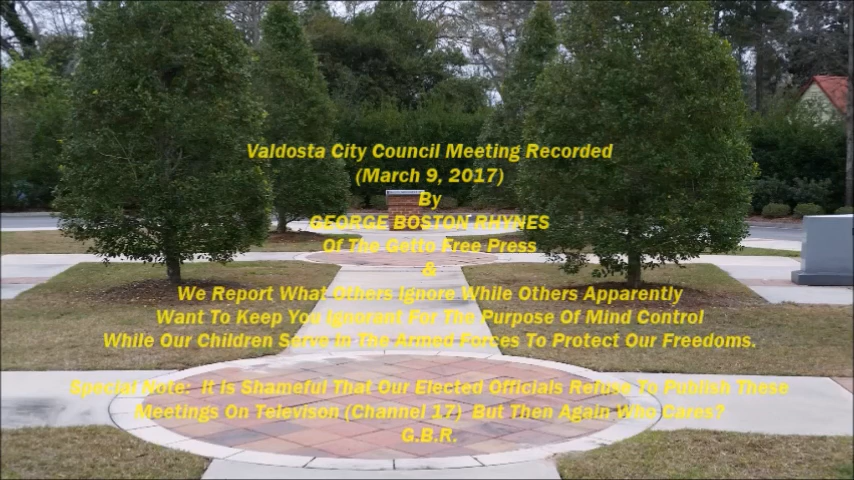 Valdosta City Council Meeting Recorded
(March 9, 2017)
By
GEORGE BOSTON RHYNES
Of The Getto Free Press
&
We Report What Others Ignore While Others Apparently
Want To Keep You Ignorant For The Purpose Of Mind Control
While Our Children Serve In The Armed Forces To Protect Our Freedoms.
Special Note: It Is Shameful That Our Elected Officials Refuse To Publish These
Meetings On Televison (Channel 17) But Then Again Who Cares?
G.B.R.